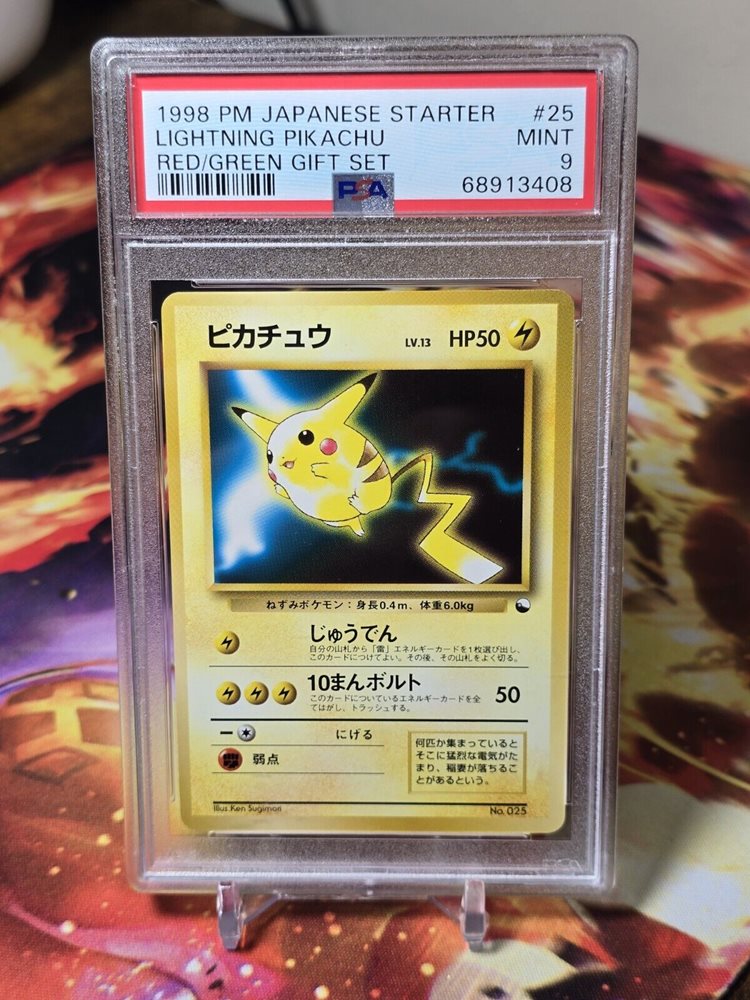 1998 PM JAPANESE STARTER #25
LIGHTNING PIKACHU MINT
RED/GREEN GIFT SET 9
PSA 68913408
ピカチュウ LV.13 HP50
ねずみポケモン：身長0.4m、体重6.0kg
じゅうでん
自分の山札から「雷」エネルギーカードを1枚選び出し、
このカードにつけてよい。その後、その山札をよく切る。
10まんボルト 50
このカードについているエネルギーカードを全
てはがし、トラッシュする。
にげる
弱点
何匹か集まっていると
そこに猛烈な電気がた
まり、稲妻が落ちるこ
とがあるという。
Illus.Ken Sugimori No. 025